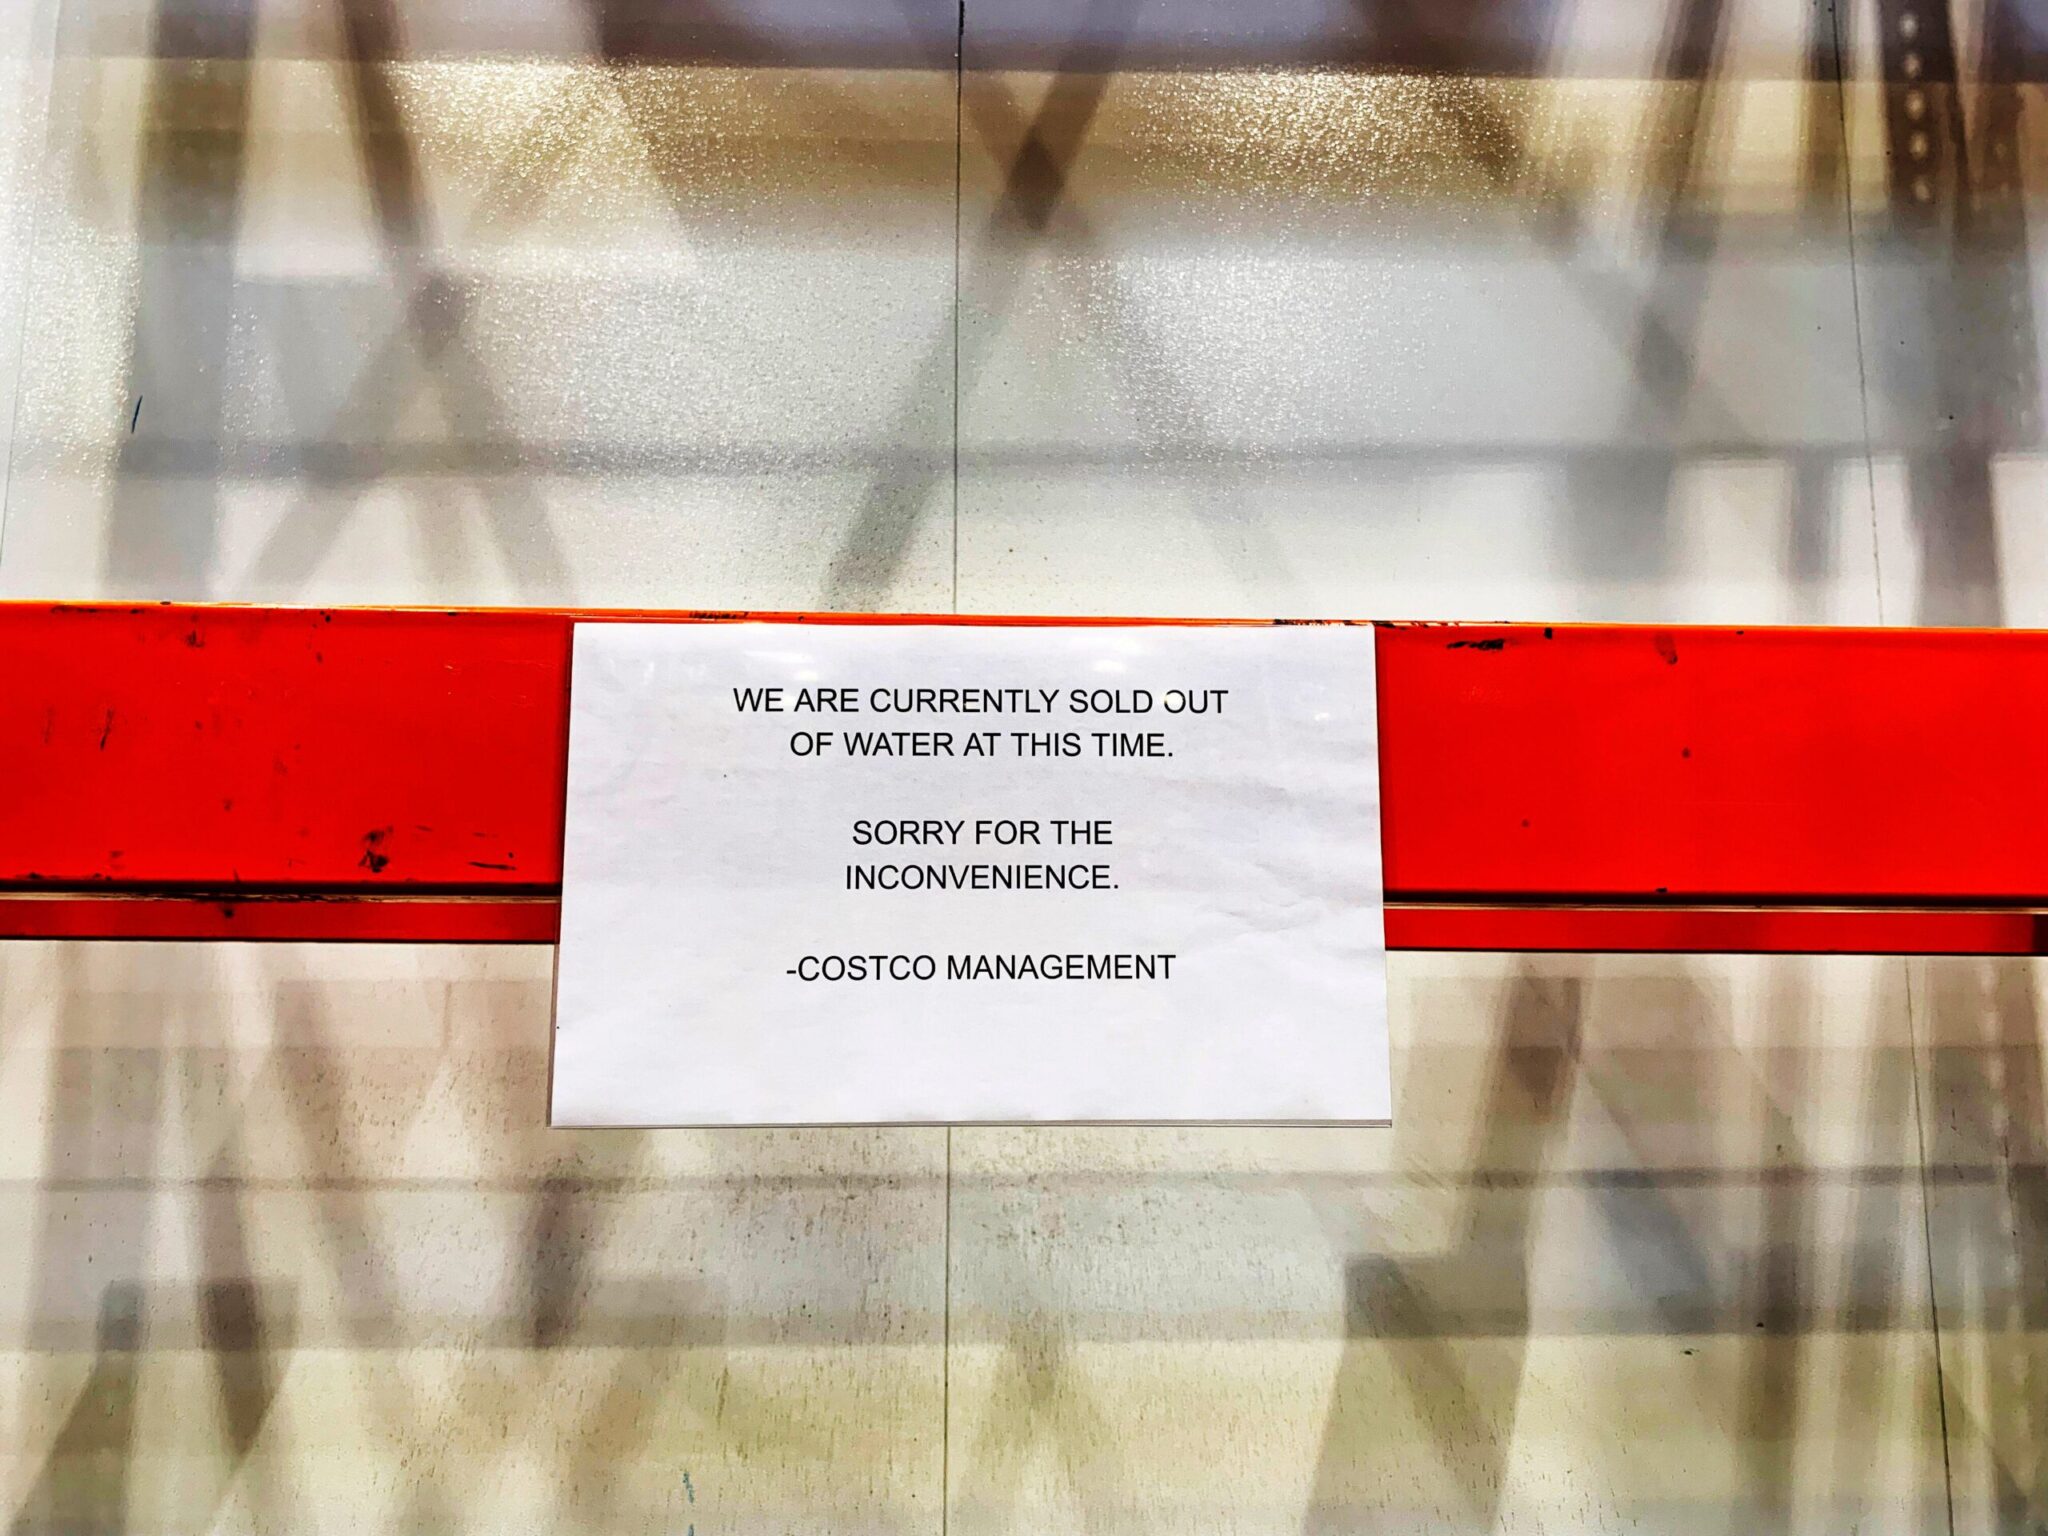 WE ARE CURRENTLY SOLD OUT
OF WATER AT THIS TIME.
SORRY FOR THE
INCONVENIENCE.
-COSTCO MANAGEMENT